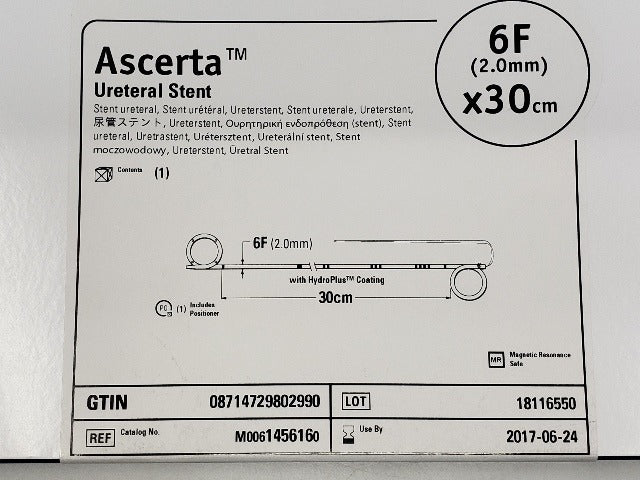 Ascerta™
Ureteral Stent
Stent ureteral, Stent urétéral, Ureterstent, Stent ureterale, Ureterstent,
尿管ステント, Ureterstent, Ουρητηρική ενδοπρόθεση (stent), Stent
ureteral, Uretrastent, Urétersztent, Ureterální stent, Stent
moczowodowy, Ureterstent, Üretral Stent
6F
(2.0mm)
x30cm
Contents (1)
6F (2.0mm)
with HydroPlus™ Coating
30cm
PO (1) Includes
Positioner
MR Magnetic Resonance
Safe
GTIN 08714729802990
LOT 18116550
REF Catalog No. M0061456160
Use By 2017-06-24